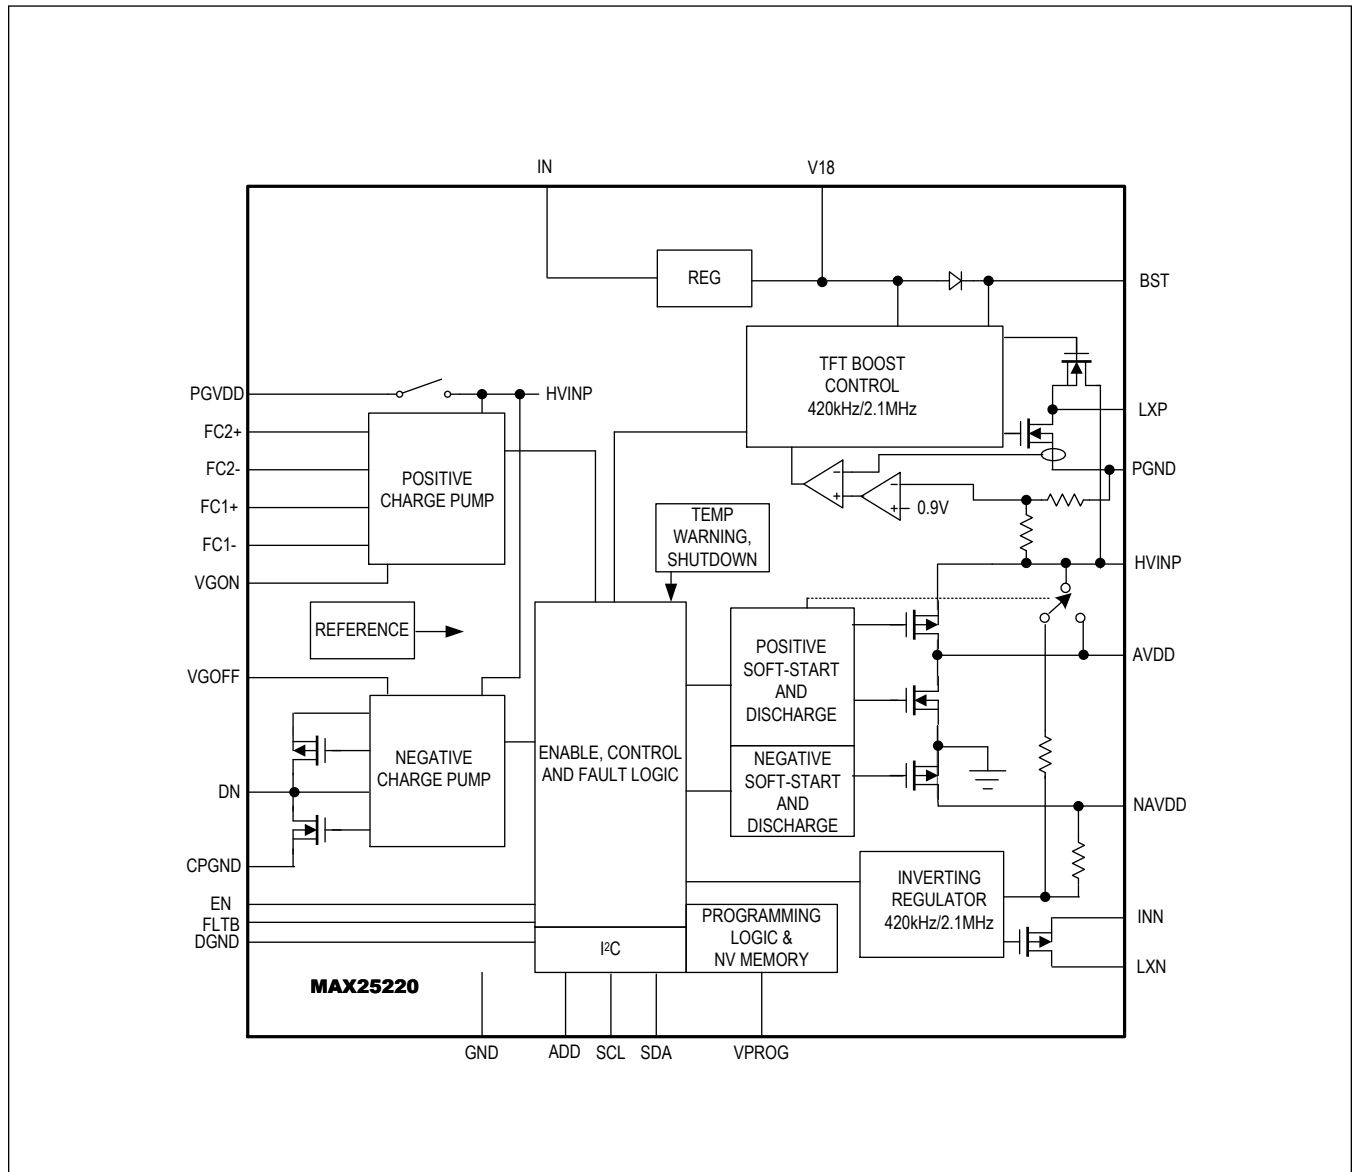 IN
V18
REG
BST
TFT BOOST
CONTROL
420kHz/2.1MHz
PGVDD
HVINP
LXP
FC2+
FC2-
FC1+
FC1-
VGON
POSITIVE
CHARGE PUMP
-
+
-
+
0.9V
PGND
TEMP
WARNING,
SHUTDOWN
HVINP
REFERENCE
VGOFF
POSITIVE
SOFT-START
AND
DISCHARGE
AVDD
NEGATIVE
CHARGE PUMP
ENABLE, CONTROL
AND FAULT LOGIC
NEGATIVE
SOFT-START
AND
DISCHARGE
DN
NAVDD
CPGND
INVERTING
REGULATOR
420kHz/2.1MHz
EN
FLTB
DGND
I²C
PROGRAMMING
LOGIC &
NV MEMORY
INN
LXN
MAX25220
GND
ADD
SCL
SDA
VPROG